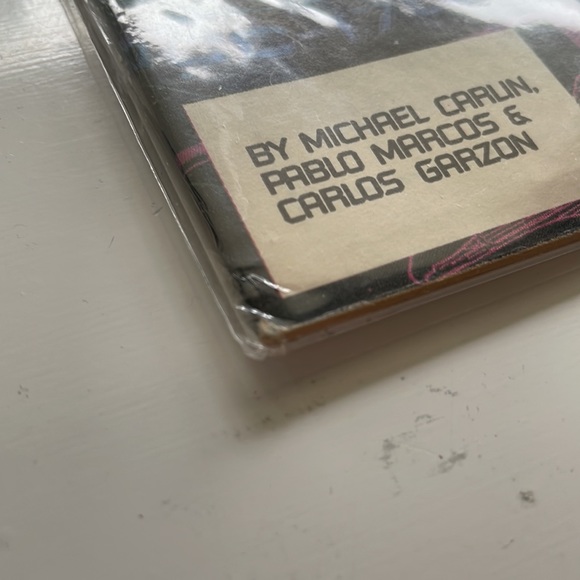 BY MICHAEL CARLIN,
PABLO MARCOS &
CARLOS GARZON